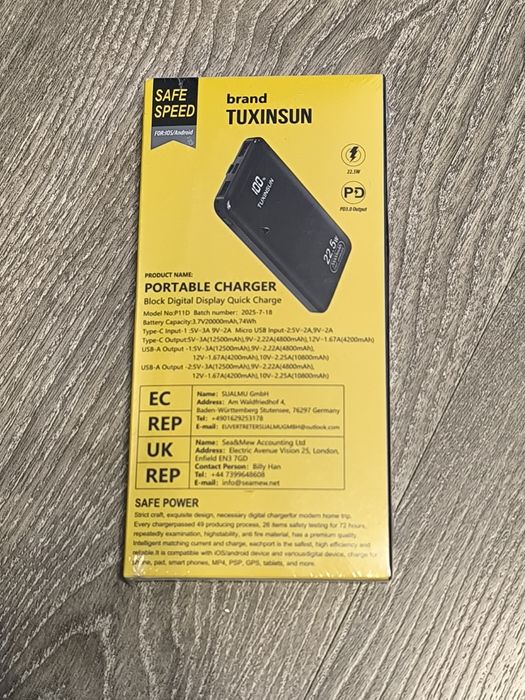 SAFE
SPEED
FOR:IOS/Android
brand
TUXINSUN
100%
TUXINSUN
22.5W
22.5W
PD
PD3.0 Output
PRODUCT NAME:
PORTABLE CHARGER
Block Digital Display Quick Charge
Model No:P11D Batch number: 2025-7-18
Battery Capacity:3.7V20000mAh,74Wh
Type-C Input-1 :5V-3A 9V-2A Micro USB Input-2:5V-2A,9V-2A
Type-C Output:5V-3A(12500mAh),9V-2.22A(4800mAh),12V-1.67A(4200mAh)
USB-A Output -1:5V-3A(12500mAh),9V-2.22A(4800mAh),
12V-1.67A(4200mAh),10V-2.25A(10800mAh)
USB-A Output -2:5V-3A(12500mAh),9V-2.22A(4800mAh),
12V-1.67A(4200mAh),10V-2.25A(10800mAh)
EC
REP
Name: SUALMU GmbH
Address: Am Waldfriedhof 4,
Baden-Württemberg Stutensee, 76297 Germany
Tel: +4901629253178
E-mail: EUVERTRETERSUALMUGMBH@outlook.com
UK
REP
Name: Sea&Mew Accounting Ltd
Address: Electric Avenue Vision 25, London,
Enfield EN3 7GD
Contact Person: Billy Han
Tel: +44 7399648608
E-mail: info@seamew.net
SAFE POWER
Strict craft, exquisite design, necessary digital chargerfor modem home trip,
Every chargerpassed 49 producing process, 26 items safety testing for 72 hours,
repeatedly examination, highstability, anti fire material, has a premium quality.
Intelligent matching current and charge, eachport is the safest, high efficiency and
reliable.It is compatible with iOS/android device and variousdigital device, charge for
iphone, pad, smart phones, MP4, PSP, GPS, tablets, and more.